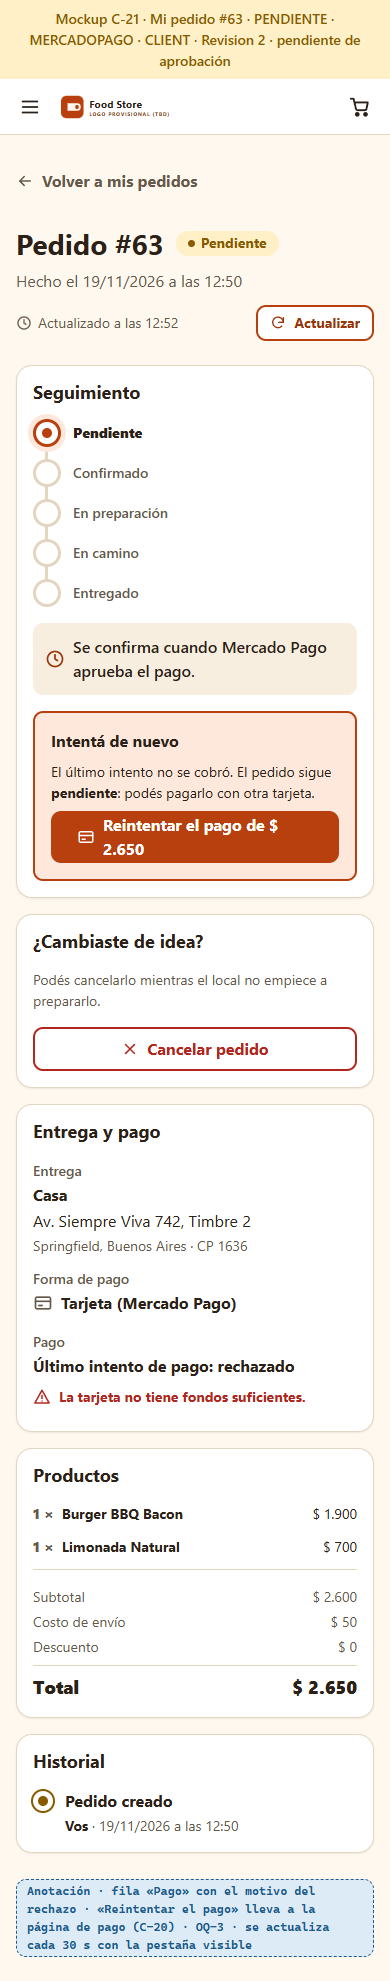 Mockup C-21 · Mi pedido #63 · PENDIENTE ·
MERCADOPAGO · CLIENT · Revision 2 · pendiente de
aprobación
Food Store
LOGO PROVISIONAL (TBD)
Volver a mis pedidos
Pedido #63
Pendiente
Hecho el 19/11/2026 a las 12:50
Actualizado a las 12:52
Actualizar
Seguimiento
Pendiente
Confirmado
En preparación
En camino
Entregado
Se confirma cuando Mercado Pago
aprueba el pago.
Intentá de nuevo
El último intento no se cobró. El pedido sigue
pendiente: podés pagarlo con otra tarjeta.
Reintentar el pago de $
2.650
¿Cambiaste de idea?
Podés cancelarlo mientras el local no empiece a
prepararlo.
Cancelar pedido
Entrega y pago
Entrega
Casa
Av. Siempre Viva 742, Timbre 2
Springfield, Buenos Aires · CP 1636
Forma de pago
Tarjeta (Mercado Pago)
Pago
Último intento de pago: rechazado
La tarjeta no tiene fondos suficientes.
Productos
1 × Burger BBQ Bacon $ 1.900
1 × Limonada Natural $ 700
Subtotal $ 2.600
Costo de envío $ 50
Descuento $ 0
Total $ 2.650
Historial
Pedido creado
Vos · 19/11/2026 a las 12:50
Anotación · fila «Pago» con el motivo del
rechazo · «Reintentar el pago» lleva a la
página de pago (C-20) · OQ-3 · se actualiza
cada 30 s con la pestaña visible